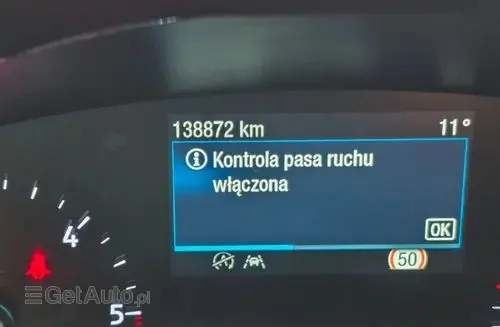 138872 km 11°
Kontrola pasa ruchu
włączona
OK
50
4
5
GetAuto.pl